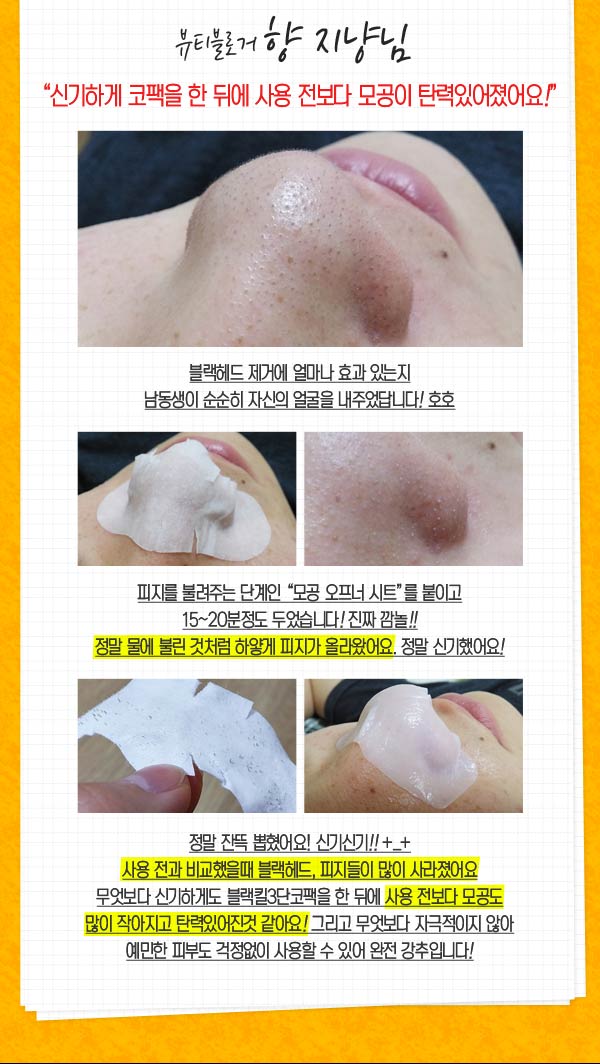 뷰티블로거 향 지냥님
“신기하게 코팩을 한 뒤에 사용 전보다 모공이 탄력있어졌어요!”
블랙헤드 제거에 얼마나 효과 있는지
남동생이 순순히 자신의 얼굴을 내주었답니다! 호호
피지를 불려주는 단계인 “모공 오프너 시트”를 붙이고
15~20분정도 두었습니다! 진짜 깜놀!!
정말 물에 불린 것처럼 하얗게 피지가 올라왔어요. 정말 신기했어요!
정말 잔뜩 뽑혔어요! 신기신기!! +_+
사용 전과 비교했을때 블랙헤드, 피지들이 많이 사라졌어요
무엇보다 신기하게도 블랙킬3단코팩을 한 뒤에 사용 전보다 모공도
많이 작아지고 탄력있어진것 같아요! 그리고 무엇보다 자극적이지 않아
예민한 피부도 걱정없이 사용할 수 있어 완전 강추입니다!